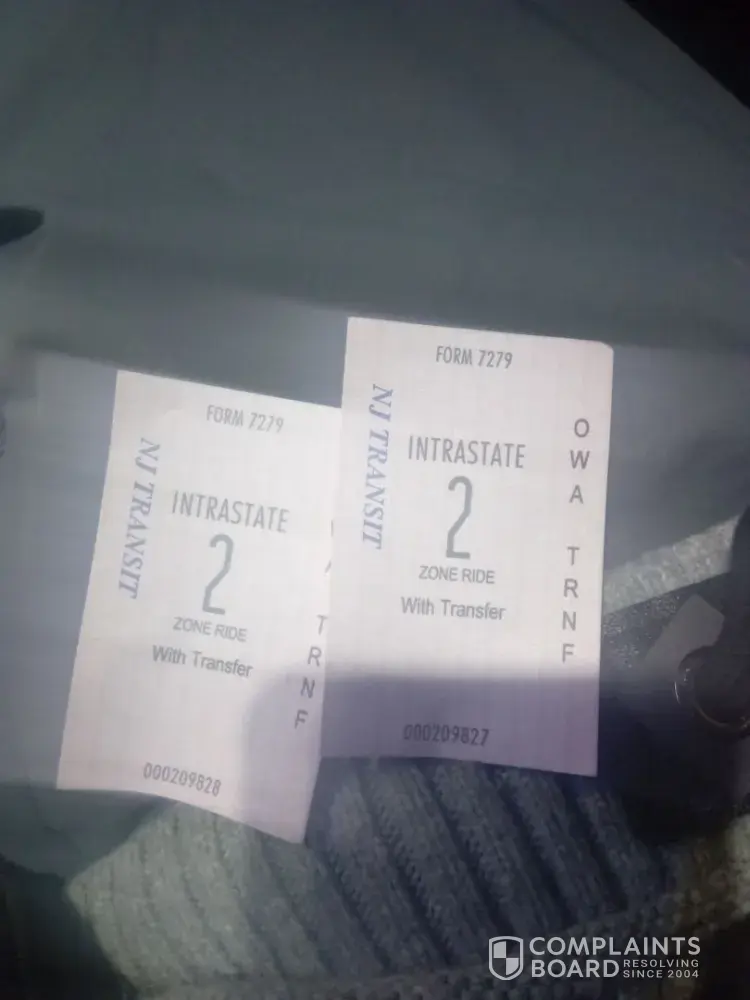 FORM 7279
NJ TRANSIT
INTRASTATE
2
ZONE RIDE
With Transfer
TRNF
000209828
FORM 7279
NJ TRANSIT
INTRASTATE
2
ZONE RIDE
With Transfer
OWA TRNF
000209827
COMPLAINTS
BOARD RESOLVING
SINCE 2004